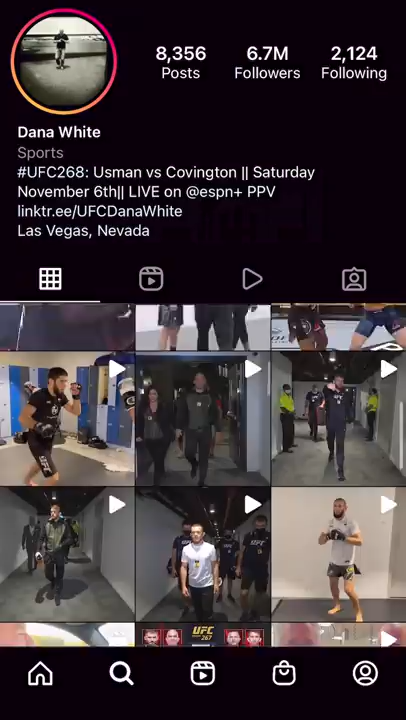 8,356 6.7M 2,124
Posts Followers Following
Dana White
Sports
#UFC268: Usman vs Covington || Saturday
November 6th|| LIVE on @espn+ PPV
linktr.ee/UFCDanaWhite
Las Vegas, Nevada
UFC
267